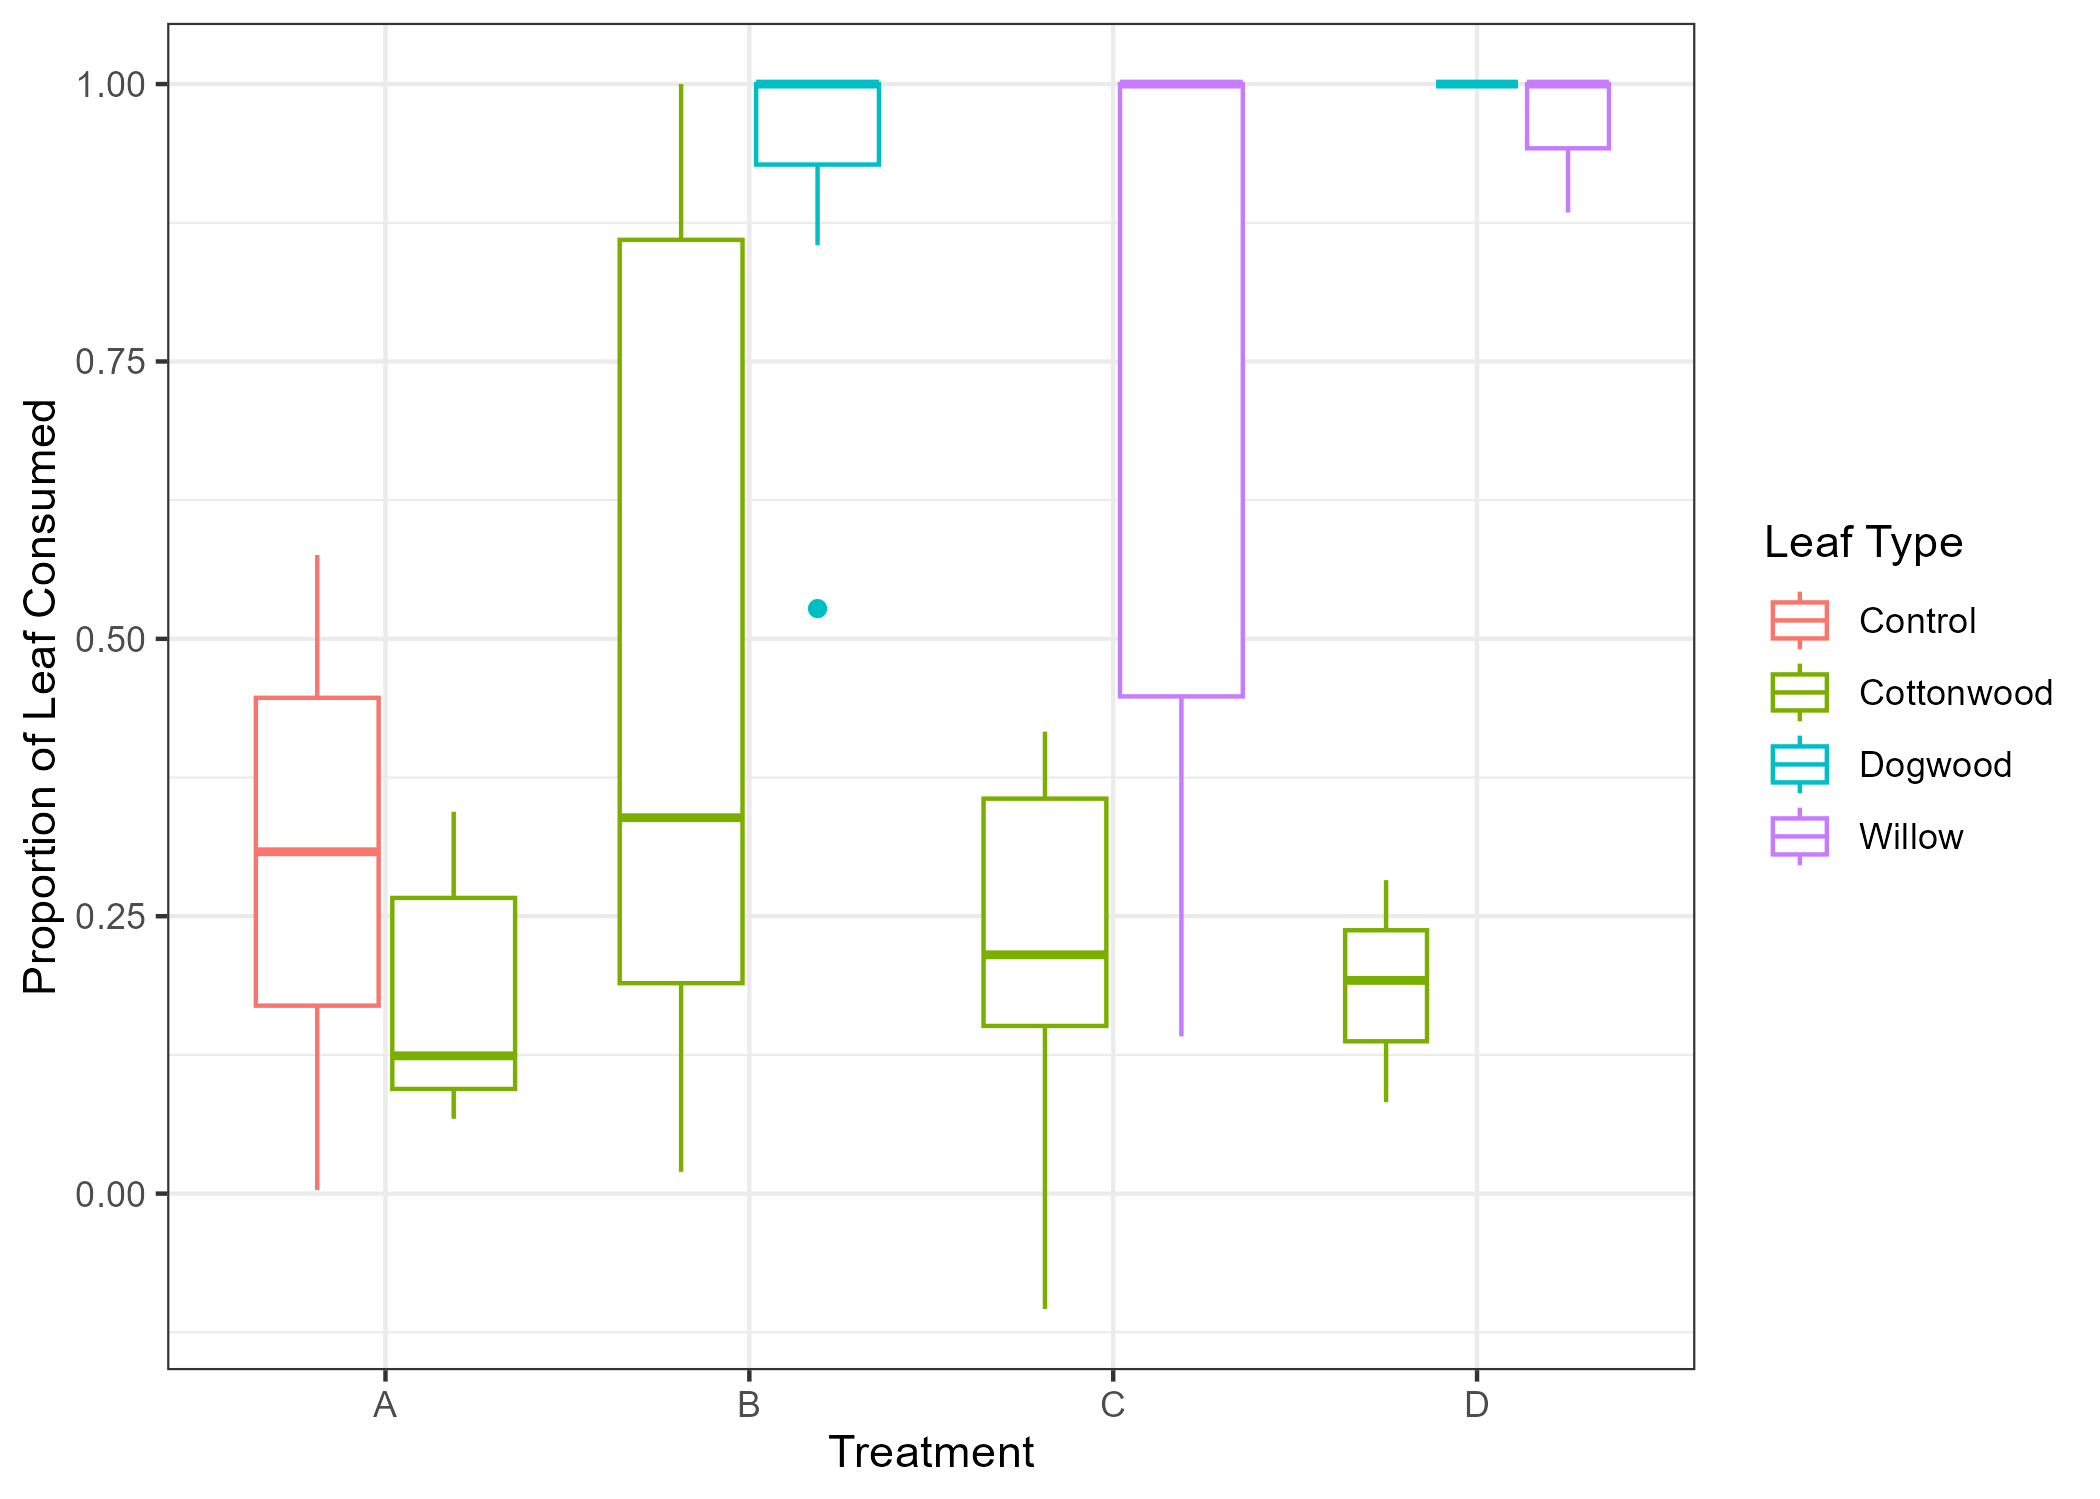 Proportion of Leaf Consumed
1.00
0.75
0.50
0.25
0.00
A B C D
Treatment
Leaf Type
Control
Cottonwood
Dogwood
Willow